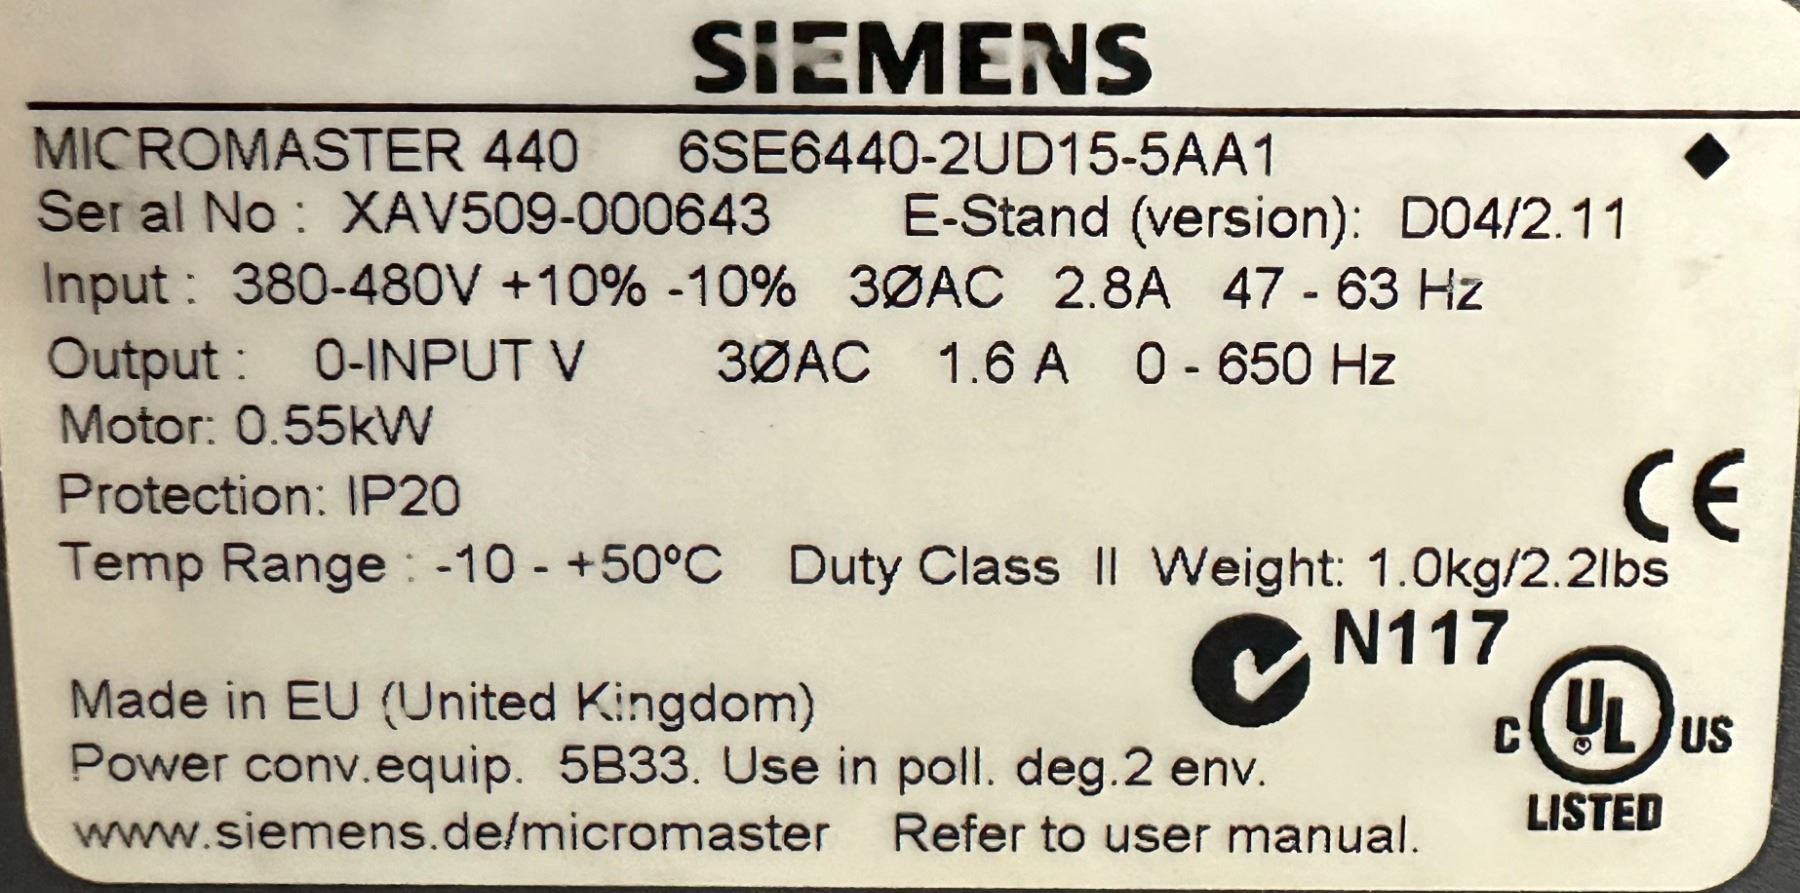 SIEMENS
MICROMASTER 440 6SE6440-2UD15-5AA1
Serial No : XAV509-000643 E-Stand (version): D04/2.11
Input : 380-480V +10% -10% 3ØAC 2.8A 47 - 63 Hz
Output : 0-INPUT V 3ØAC 1.6 A 0 - 650 Hz
Motor: 0.55kW
Protection: IP20
CE
Temp Range : -10 - +50ºC Duty Class II Weight: 1.0kg/2.2lbs
N117
Made in EU (United Kingdom)
C UL US
Power conv.equip. 5B33. Use in poll. deg.2 env.
LISTED
www.siemens.de/micromaster Refer to user manual.